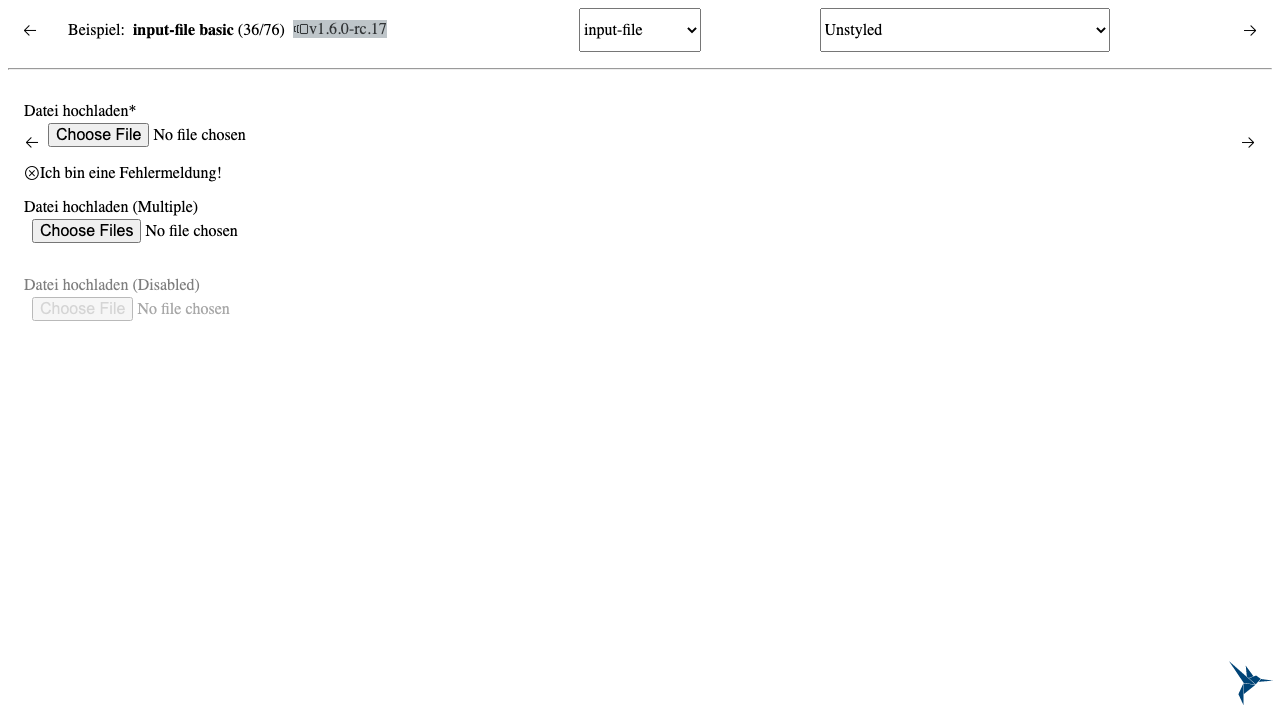 Beispiel: input-file basic (36/76) v1.6.0-rc.17 input-file Unstyled
Datei hochladen*
Choose File No file chosen
Ich bin eine Fehlermeldung!
Datei hochladen (Multiple)
Choose Files No file chosen
Datei hochladen (Disabled)
Choose File No file chosen